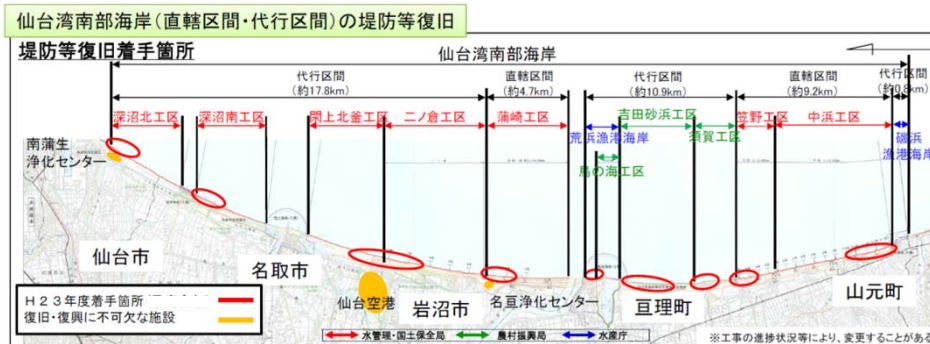 仙台湾南部海岸(直轄区間・代行区間)の堤防等復旧
堤防等復旧着手箇所
仙台湾南部海岸
代行区間
(約17.8km)
直轄区間
(約4.7km)
代行区間
(約10.9km)
直轄区間
(約9.2km)
代行区間
(約0.8km)
深沼北工区
深沼南工区
閖上北釜工区
二ノ倉工区
蒲崎工区
荒浜漁港海岸
鳥の海工区
吉田砂浜工区
須賀工区
笠野工区
中浜工区
磯浜
漁港海岸
南蒲生
浄化センター
仙台市
名取市
仙台空港
岩沼市
名亘浄化センター
亘理町
山元町
H23年度着手箇所
復旧・復興に不可欠な施設
水管理・国土保全局
農村振興局
水産庁
※工事の進捗状況等により、変更することがある